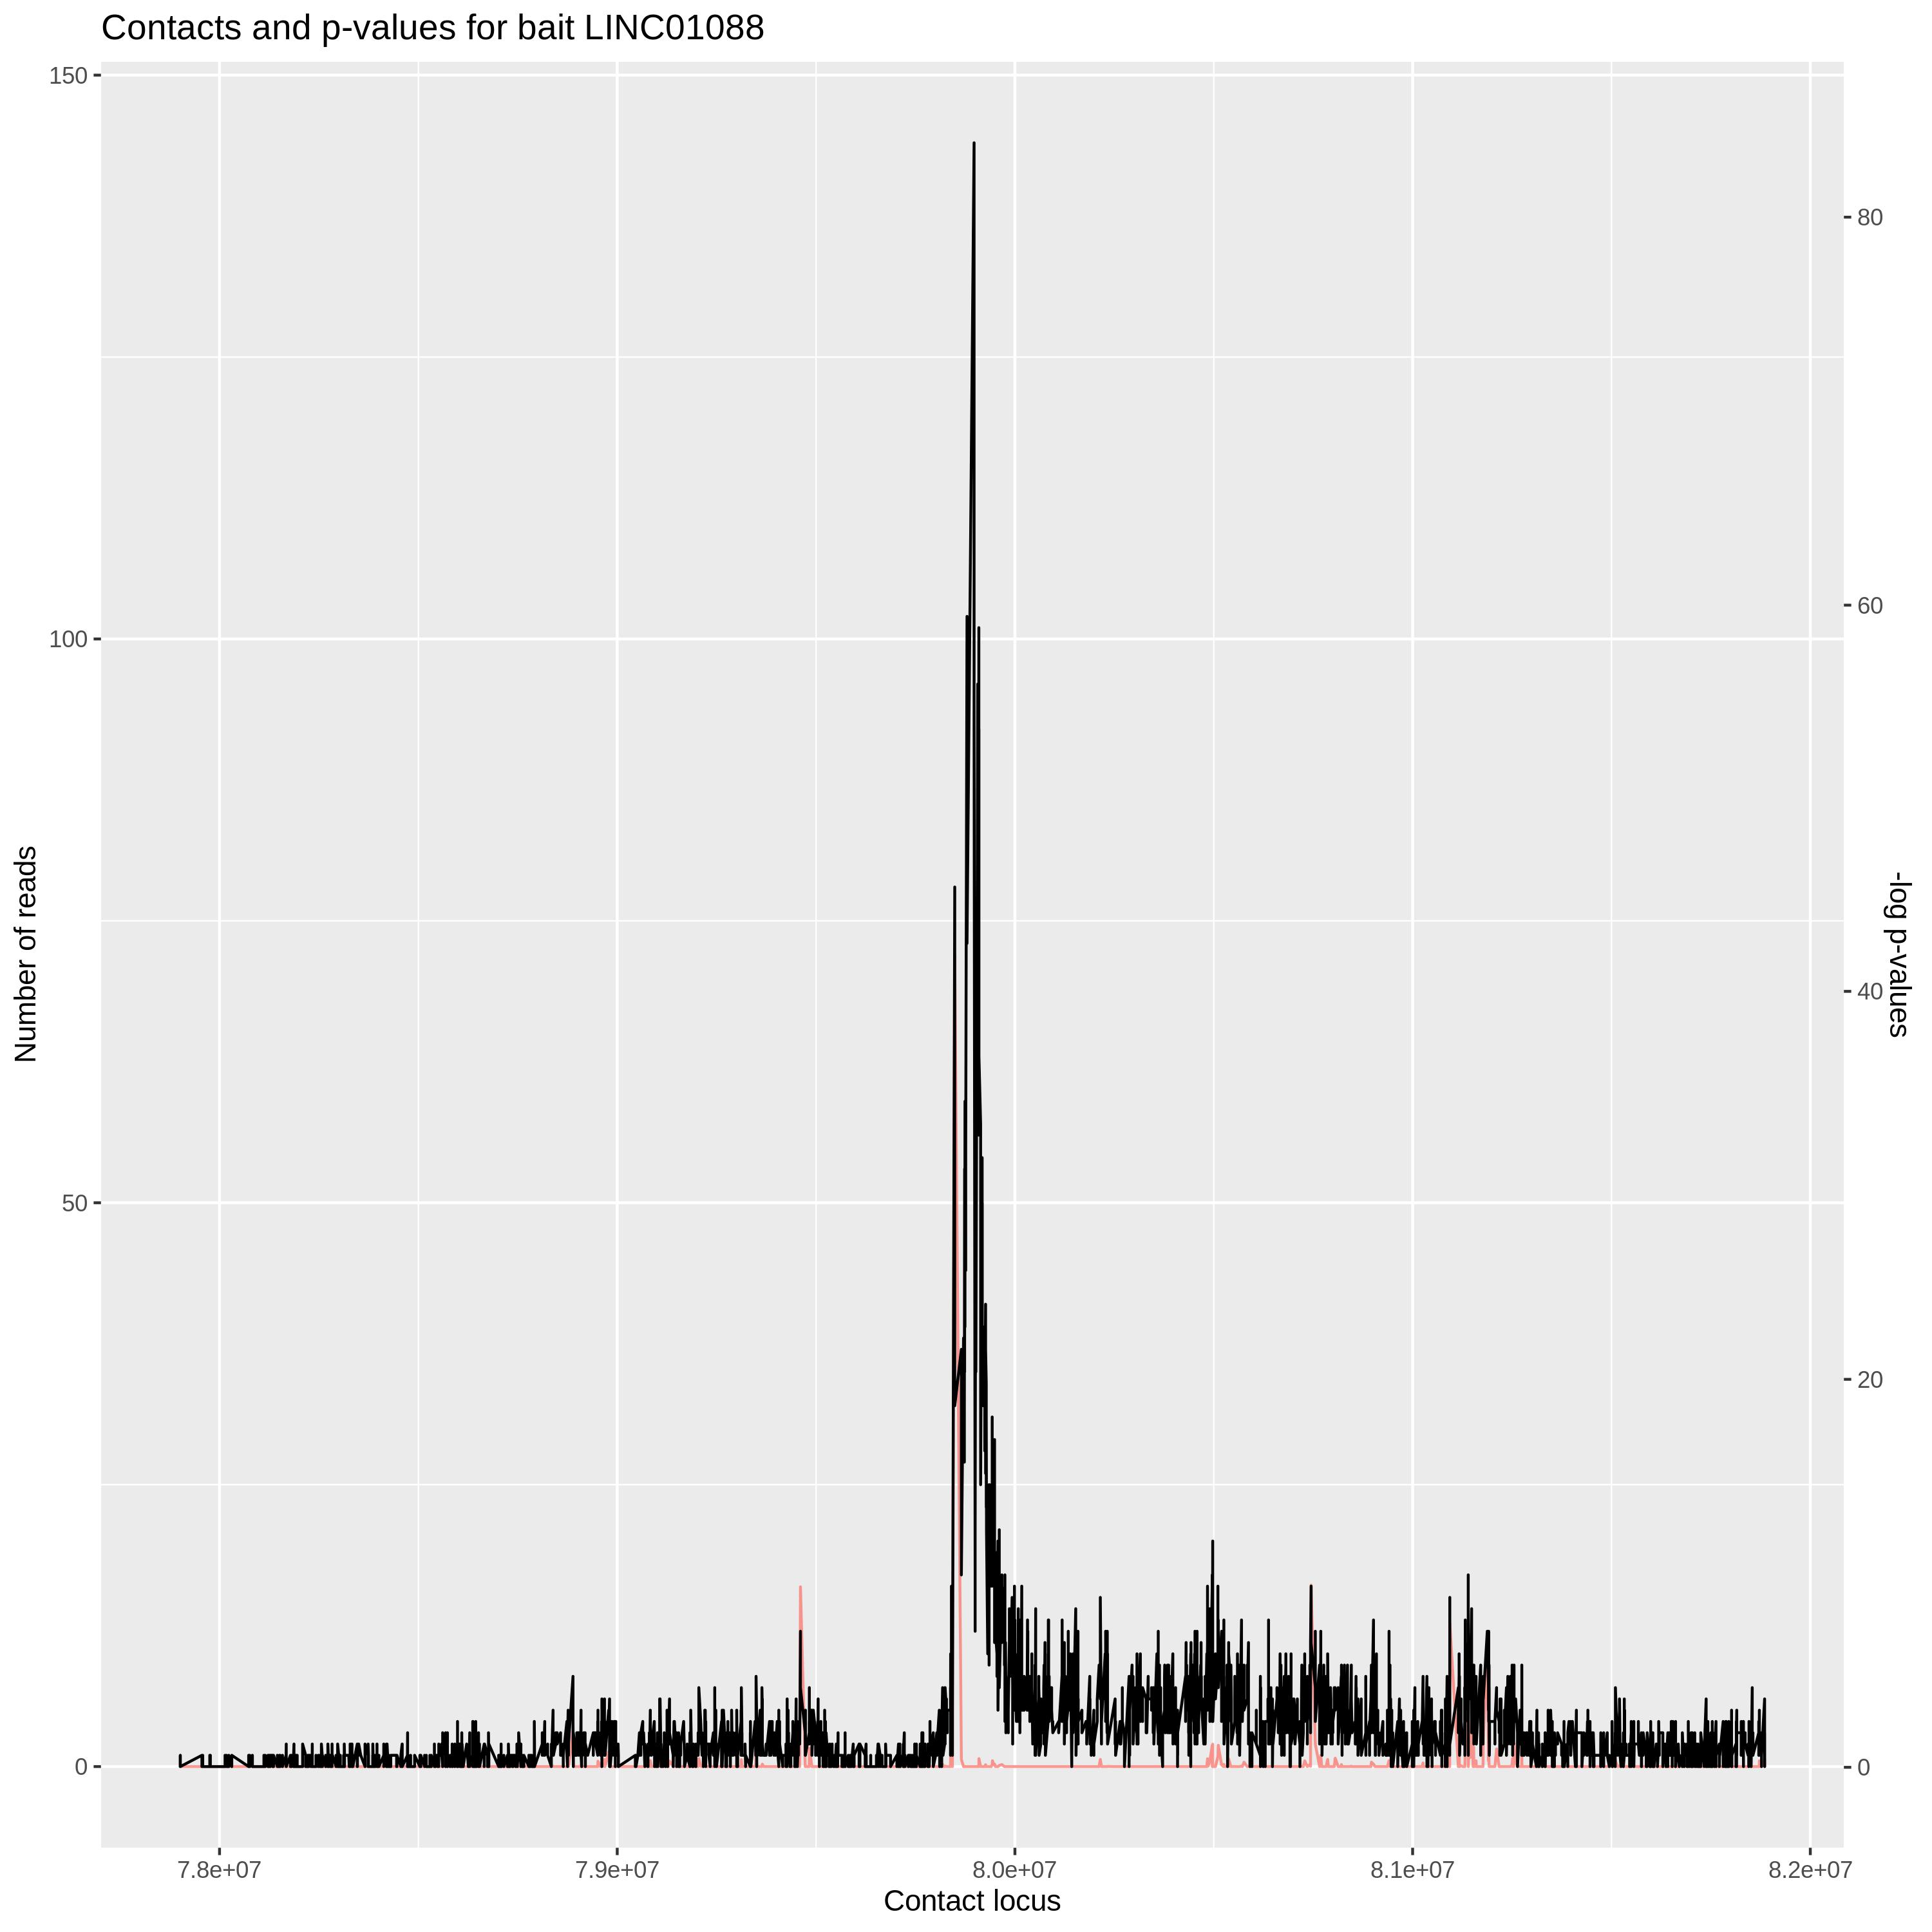 Contacts and p-values for bait LINC01088
150
100
50
0
Number of reads
80
60
40
20
0
-log p-values
7.8e+07 7.9e+07 8.0e+07 8.1e+07 8.2e+07
Contact locus